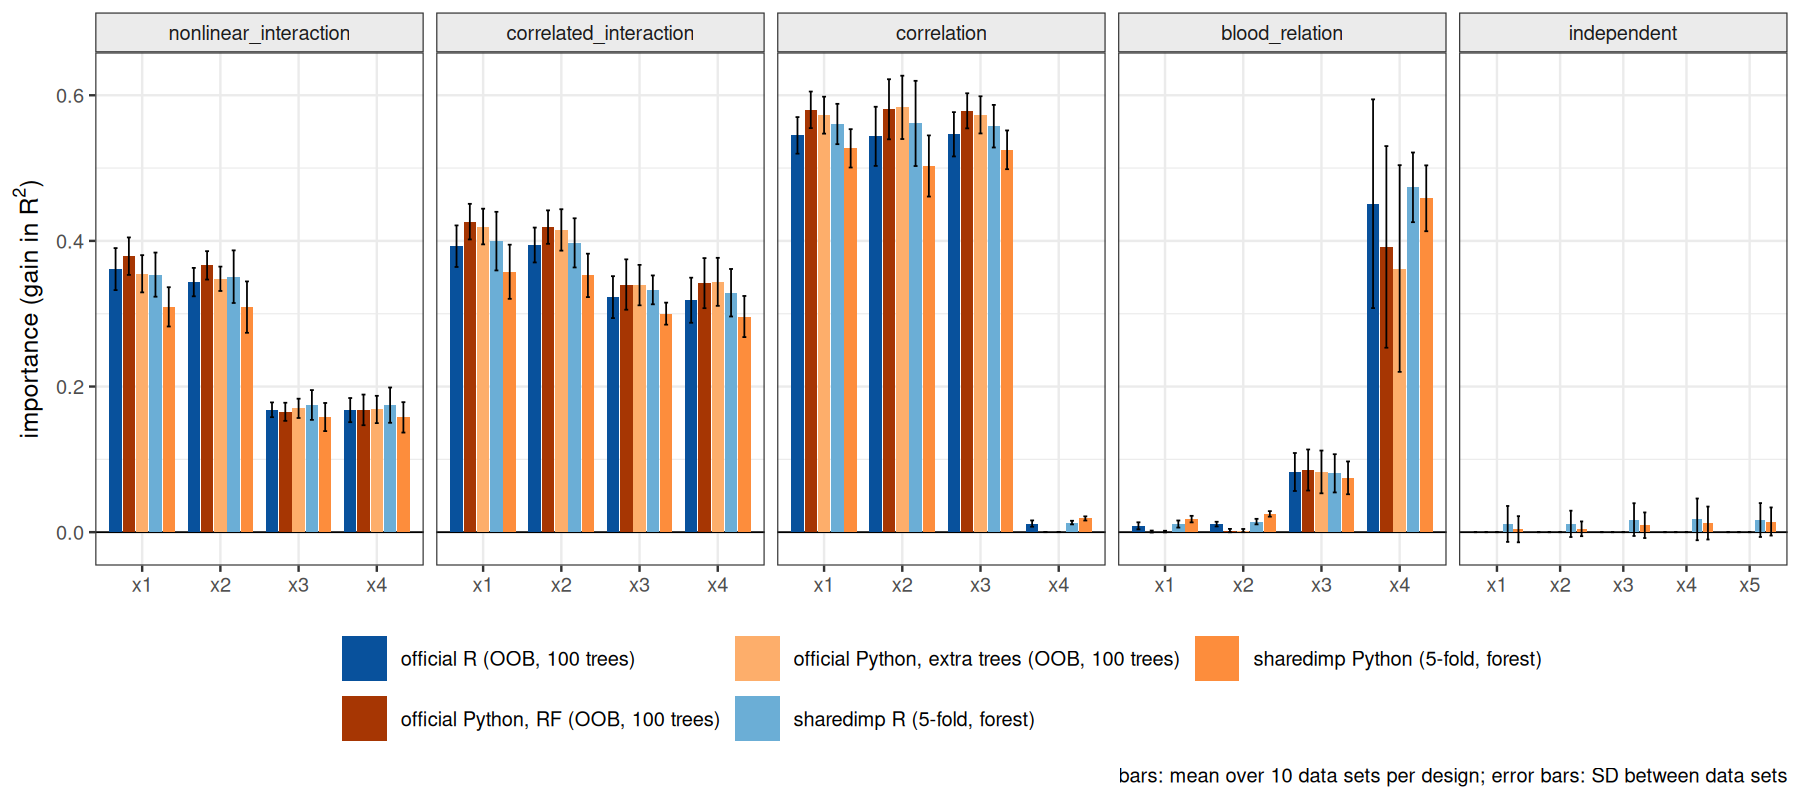 nonlinear_interaction correlated_interaction correlation blood_relation independent
importance (gain in R²)
0.6
0.4
0.2
0.0
x1 x2 x3 x4 x1 x2 x3 x4 x1 x2 x3 x4 x1 x2 x3 x4 x1 x2 x3 x4 x5
official R (OOB, 100 trees) official Python, extra trees (OOB, 100 trees) sharedimp Python (5-fold, forest)
official Python, RF (OOB, 100 trees) sharedimp R (5-fold, forest)
bars: mean over 10 data sets per design; error bars: SD between data sets